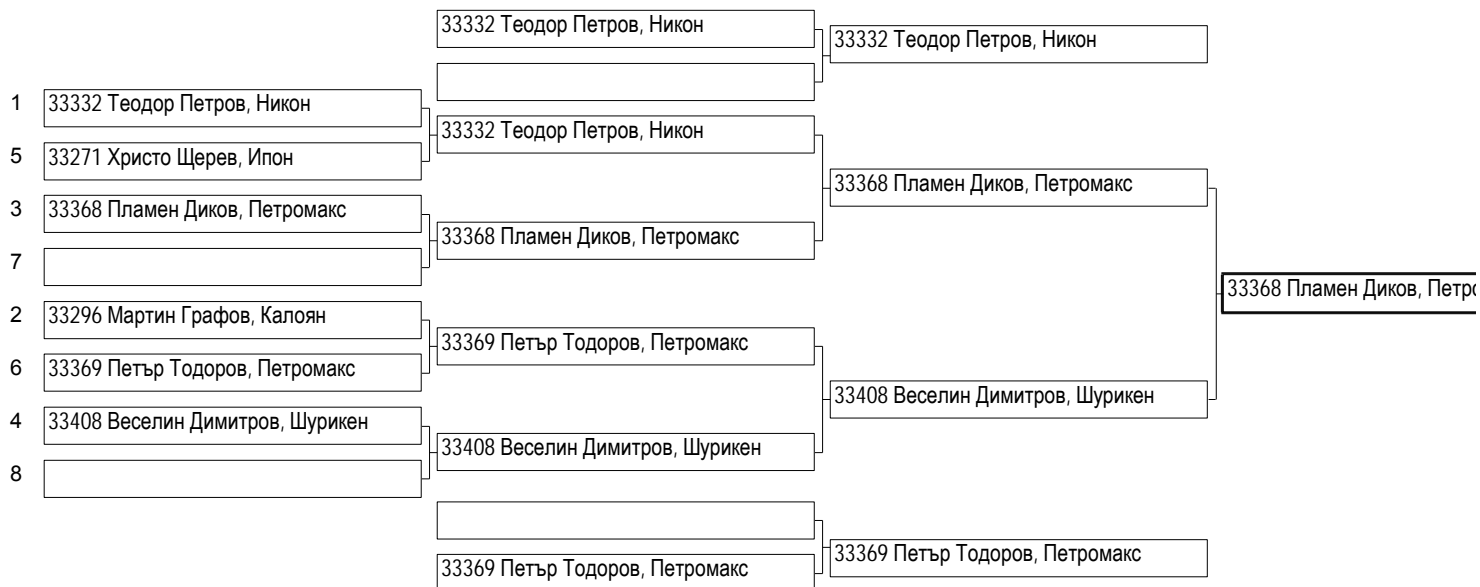 33332 Теодор Петров, Никон
33332 Теодор Петров, Никон
1 33332 Теодор Петров, Никон
33332 Теодор Петров, Никон
5 33271 Христо Щерев, Ипон
33368 Пламен Диков, Петромакс
3 33368 Пламен Диков, Петромакс
33368 Пламен Диков, Петромакс
7
33368 Пламен Диков,
2 33296 Мартин Графов, Калоян
33369 Петър Тодоров, Петромакс
6 33369 Петър Тодоров, Петромакс
33408 Веселин Димитров, Шурикен
4 33408 Веселин Димитров, Шурикен
33408 Веселин Димитров, Шурикен
8
33369 Петър Тодоров, Петромакс
33369 Петър Тодоров, Петромакс